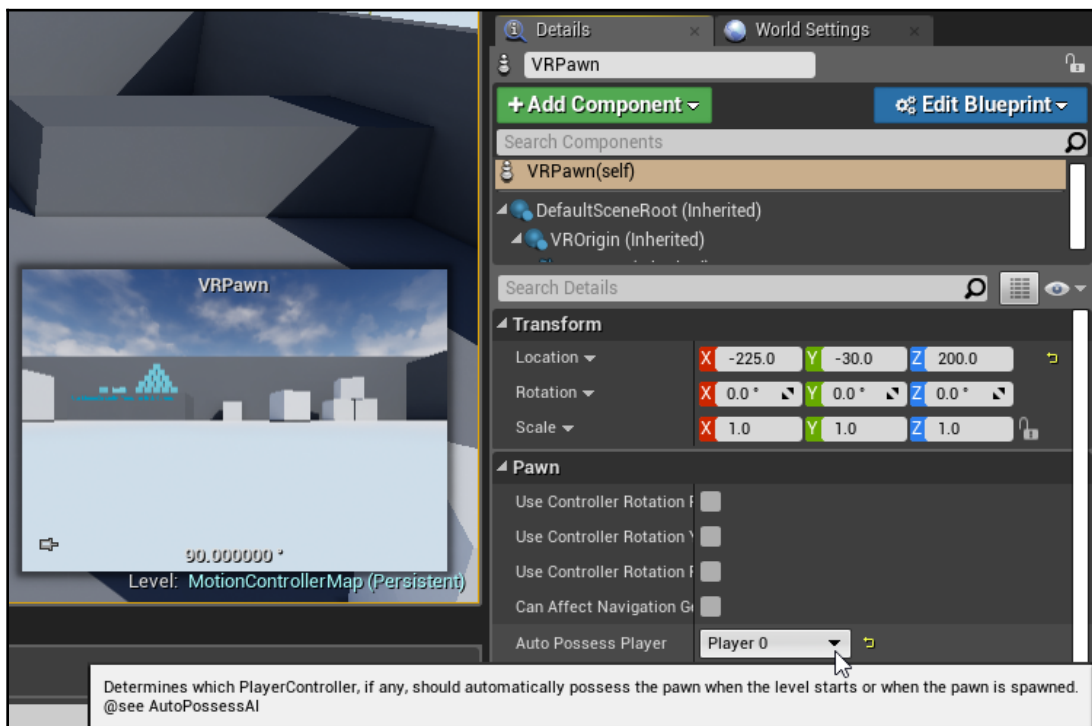 Details
World Settings
VRPawn
+ Add Component
Edit Blueprint
Search Components
VRPawn(self)
DefaultSceneRoot (Inherited)
VROrigin (Inherited)
Search Details
Transform
Location X -225.0 Y -30.0 Z 200.0
Rotation X 0.0 ° Y 0.0 ° Z 0.0 °
Scale X 1.0 Y 1.0 Z 1.0
Pawn
Use Controller Rotation
Use Controller Rotation
Use Controller Rotation
Can Affect Navigation
Auto Possess Player Player 0
VRPawn
90.000000 °
Level: MotionControllerMap (Persistent)
Determines which PlayerController, if any, should automatically possess the pawn when the level starts or when the pawn is spawned.
@see AutoPossessAI